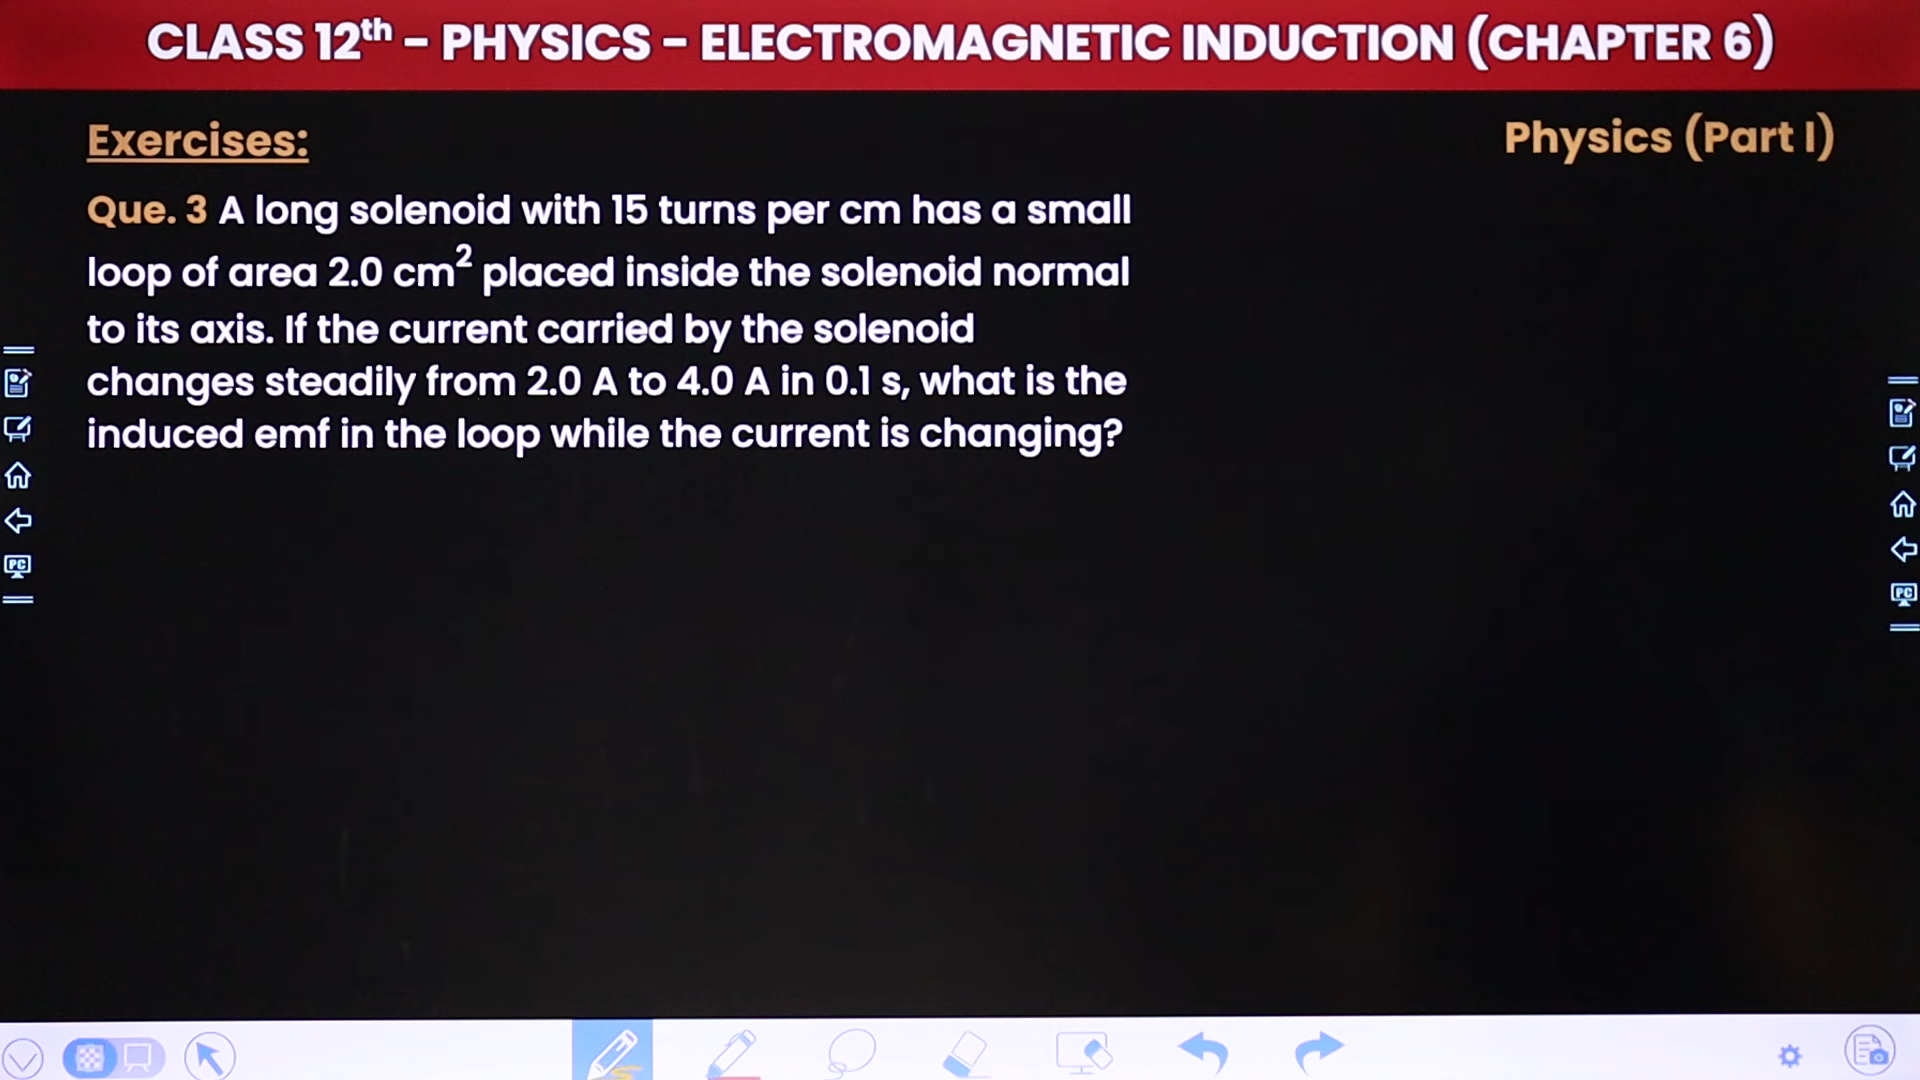 CLASS 12th - PHYSICS - ELECTROMAGNETIC INDUCTION (CHAPTER 6)
Exercises:
Physics (Part I)
Que. 3 A long solenoid with 15 turns per cm has a small
loop of area 2.0 cm² placed inside the solenoid normal
to its axis. If the current carried by the solenoid
changes steadily from 2.0 A to 4.0 A in 0.1 s, what is the
induced emf in the loop while the current is changing?
PC
PC